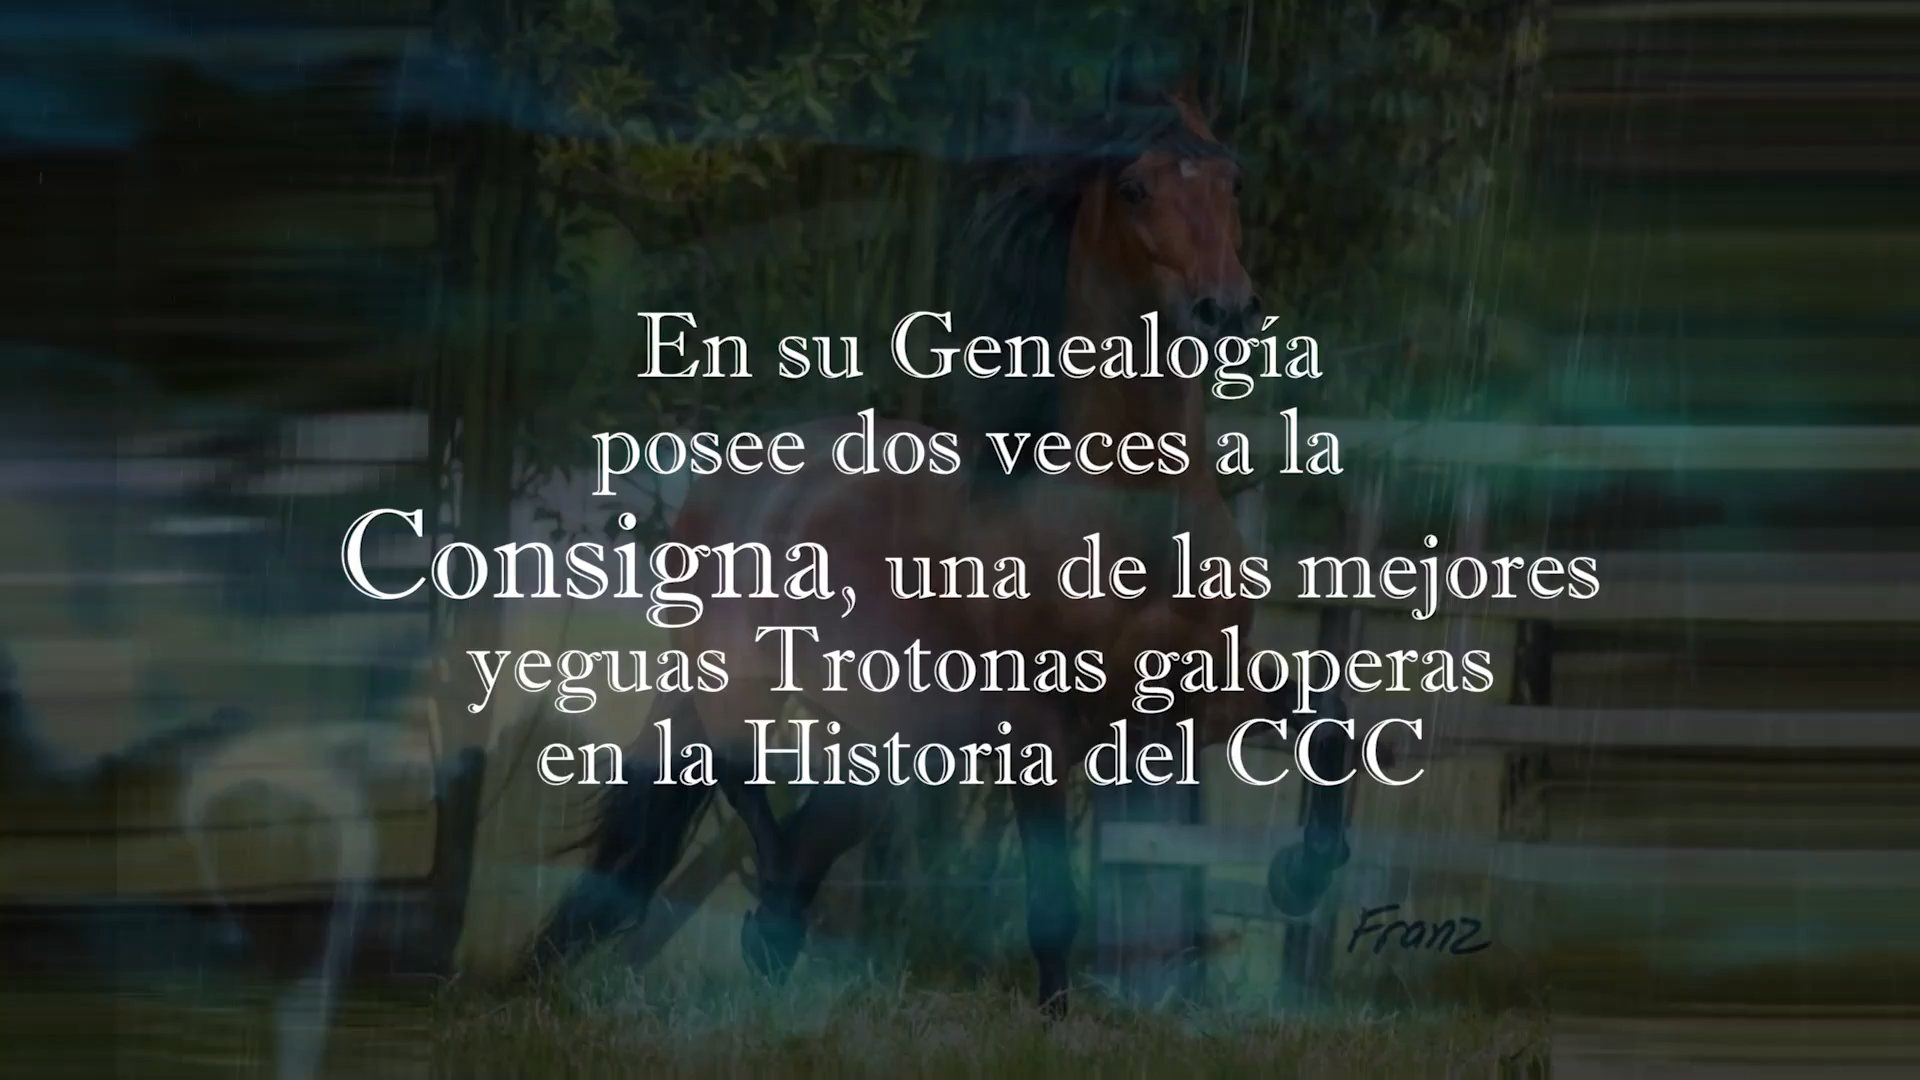 En su Genealogía
posee dos veces a la
Consigna, una de las mejores
yeguas Trotonas galoperas
en la Historia del CCC
Franz